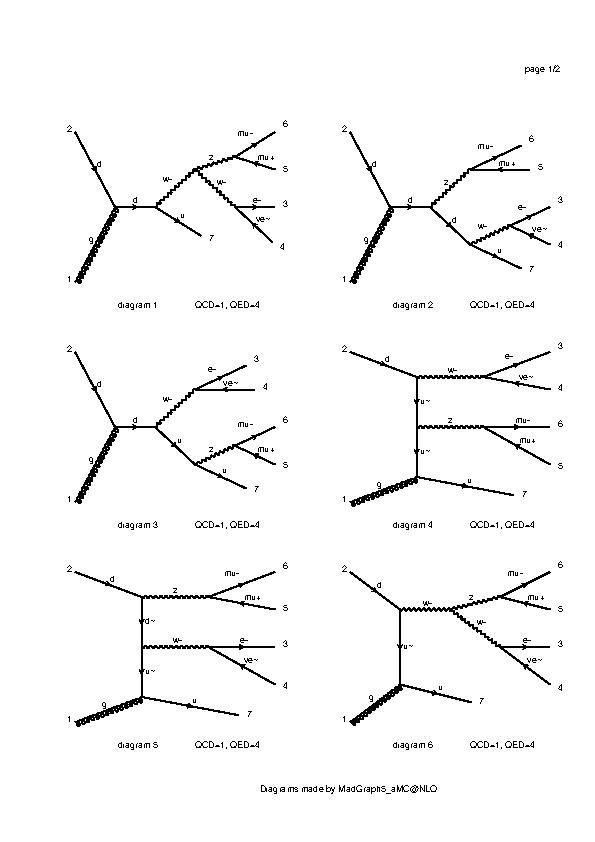 page 1/2
2
d
g
1
d
w-
u
7
z
w-
mu-
6
mu+
5
e-
3
ve~
4
diagram 1 QCD=1, QED=4
2
d
g
1
d
z
mu-
6
mu+
5
d
w-
e-
3
ve~
4
u
7
diagram 2 QCD=1, QED=4
2
d
g
1
d
w-
e-
3
ve~
4
u
z
mu-
6
mu+
5
u
7
diagram 3 QCD=1, QED=4
2
d
w-
e-
3
ve~
4
u~
z
mu-
6
mu+
5
u~
g
1
u
7
diagram 4 QCD=1, QED=4
2
d
z
mu-
6
mu+
5
d~
w-
e-
3
ve~
4
u~
g
1
u
7
diagram 5 QCD=1, QED=4
2
d
w-
z
mu-
6
mu+
5
w-
e-
3
ve~
4
u~
g
1
u
7
diagram 6 QCD=1, QED=4
Diagrams made by MadGraph5_aMC@NLO